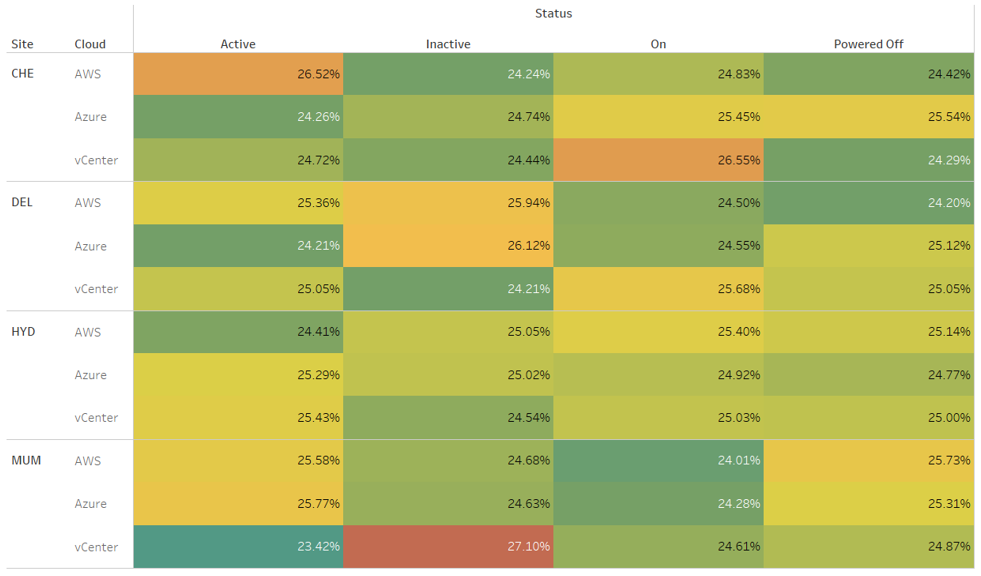 Status
Site Cloud Active Inactive On Powered Off
CHE AWS 26.52% 24.24% 24.83% 24.42%
Azure 24.26% 24.74% 25.45% 25.54%
vCenter 24.72% 24.44% 26.55% 24.29%
DEL AWS 25.36% 25.94% 24.50% 24.20%
Azure 24.21% 26.12% 24.55% 25.12%
vCenter 25.05% 24.21% 25.68% 25.05%
HYD AWS 24.41% 25.05% 25.40% 25.14%
Azure 25.29% 25.02% 24.92% 24.77%
vCenter 25.43% 24.54% 25.03% 25.00%
MUM AWS 25.58% 24.68% 24.01% 25.73%
Azure 25.77% 24.63% 24.28% 25.31%
vCenter 23.42% 27.10% 24.61% 24.87%